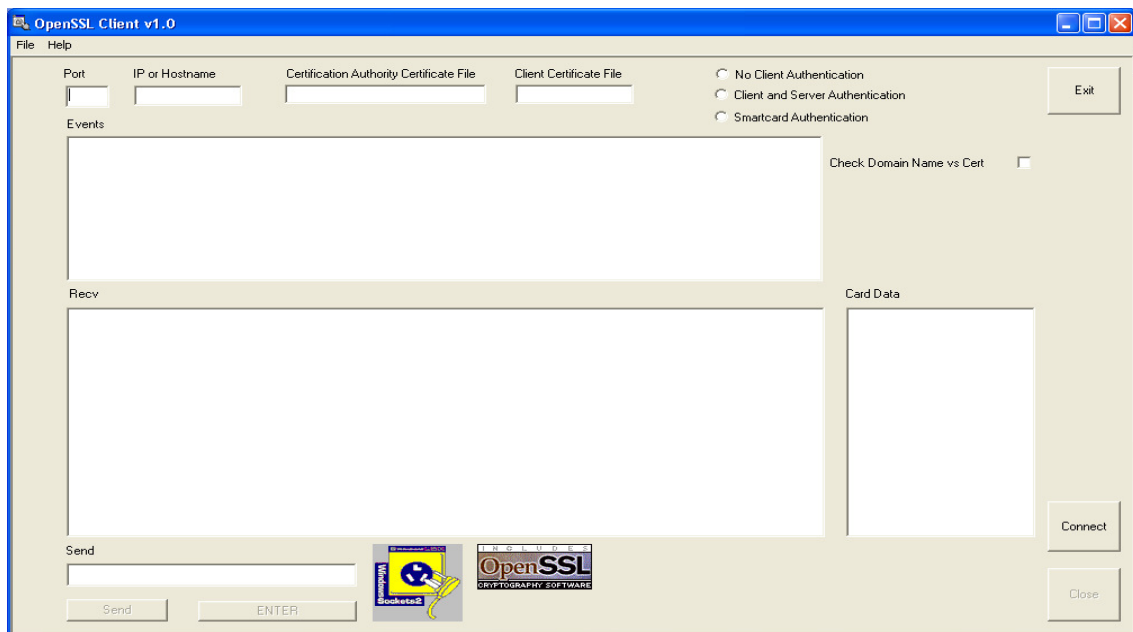 OpenSSL Client v1.0
File Help
Port IP or Hostname Certification Authority Certificate File Client Certificate File
No Client Authentication
Client and Server Authentication
Smartcard Authentication
Exit
Events
Check Domain Name vs Cert
Recv
Card Data
Connect
Send
Windows
Sockets2
INCLUDES
OpenSSL
CRYPTOGRAPHY SOFTWARE
Send ENTER
Close